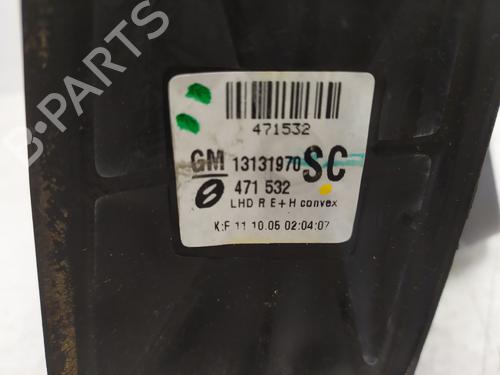 B-PARTS
471532
GM 13131970 SC
471 532
LHD R E+H convex
K:F 11.10.05 02:04:07